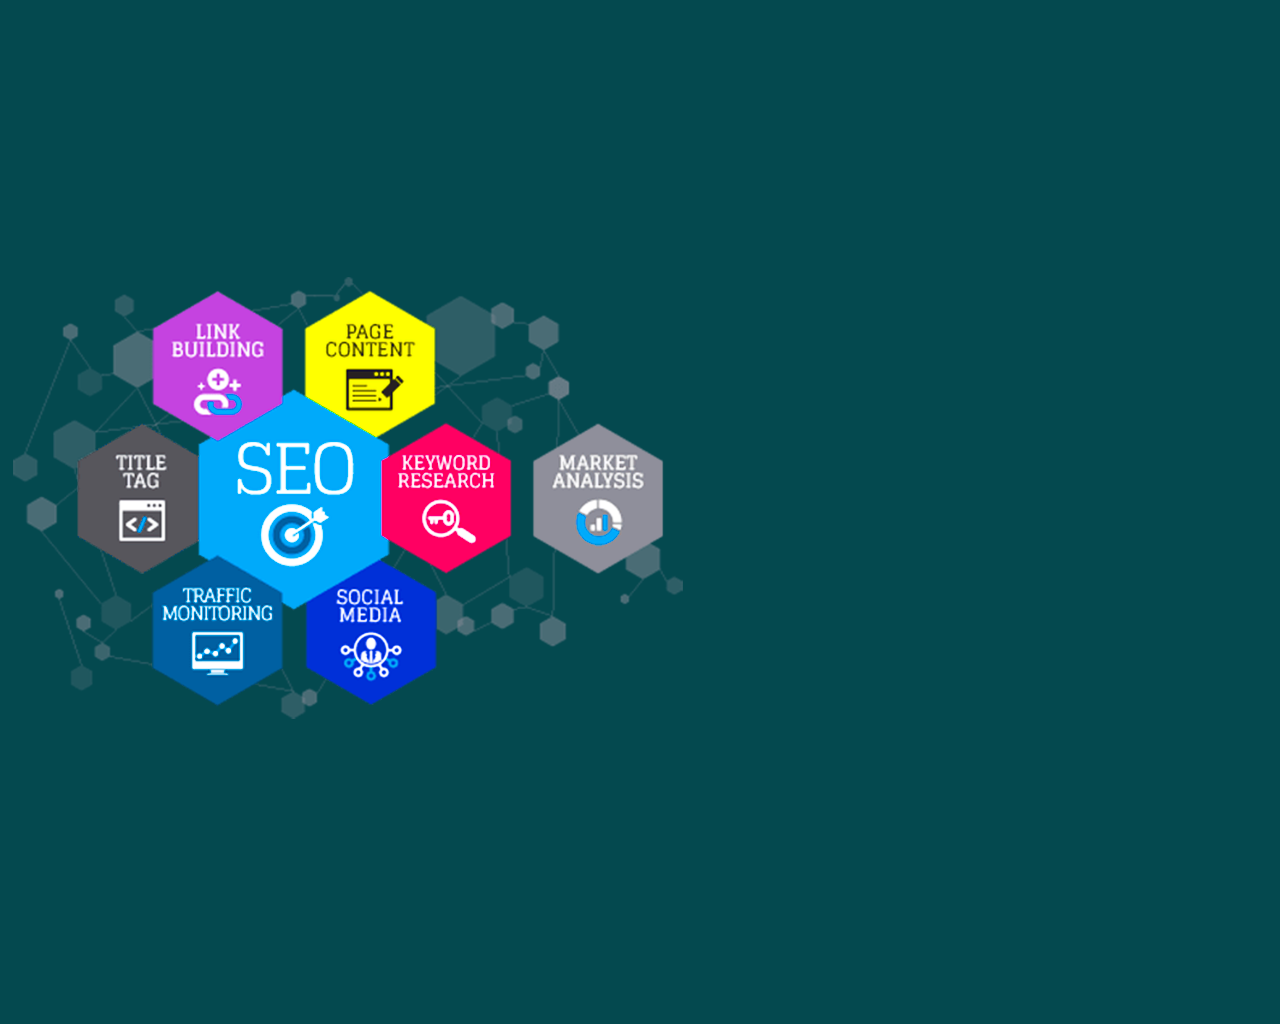 LINK
BUILDING
PAGE
CONTENT
TITLE
TAG
SEO
KEYWORD
RESEARCH
MARKET
ANALYSIS
TRAFFIC
MONITORING
SOCIAL
MEDIA